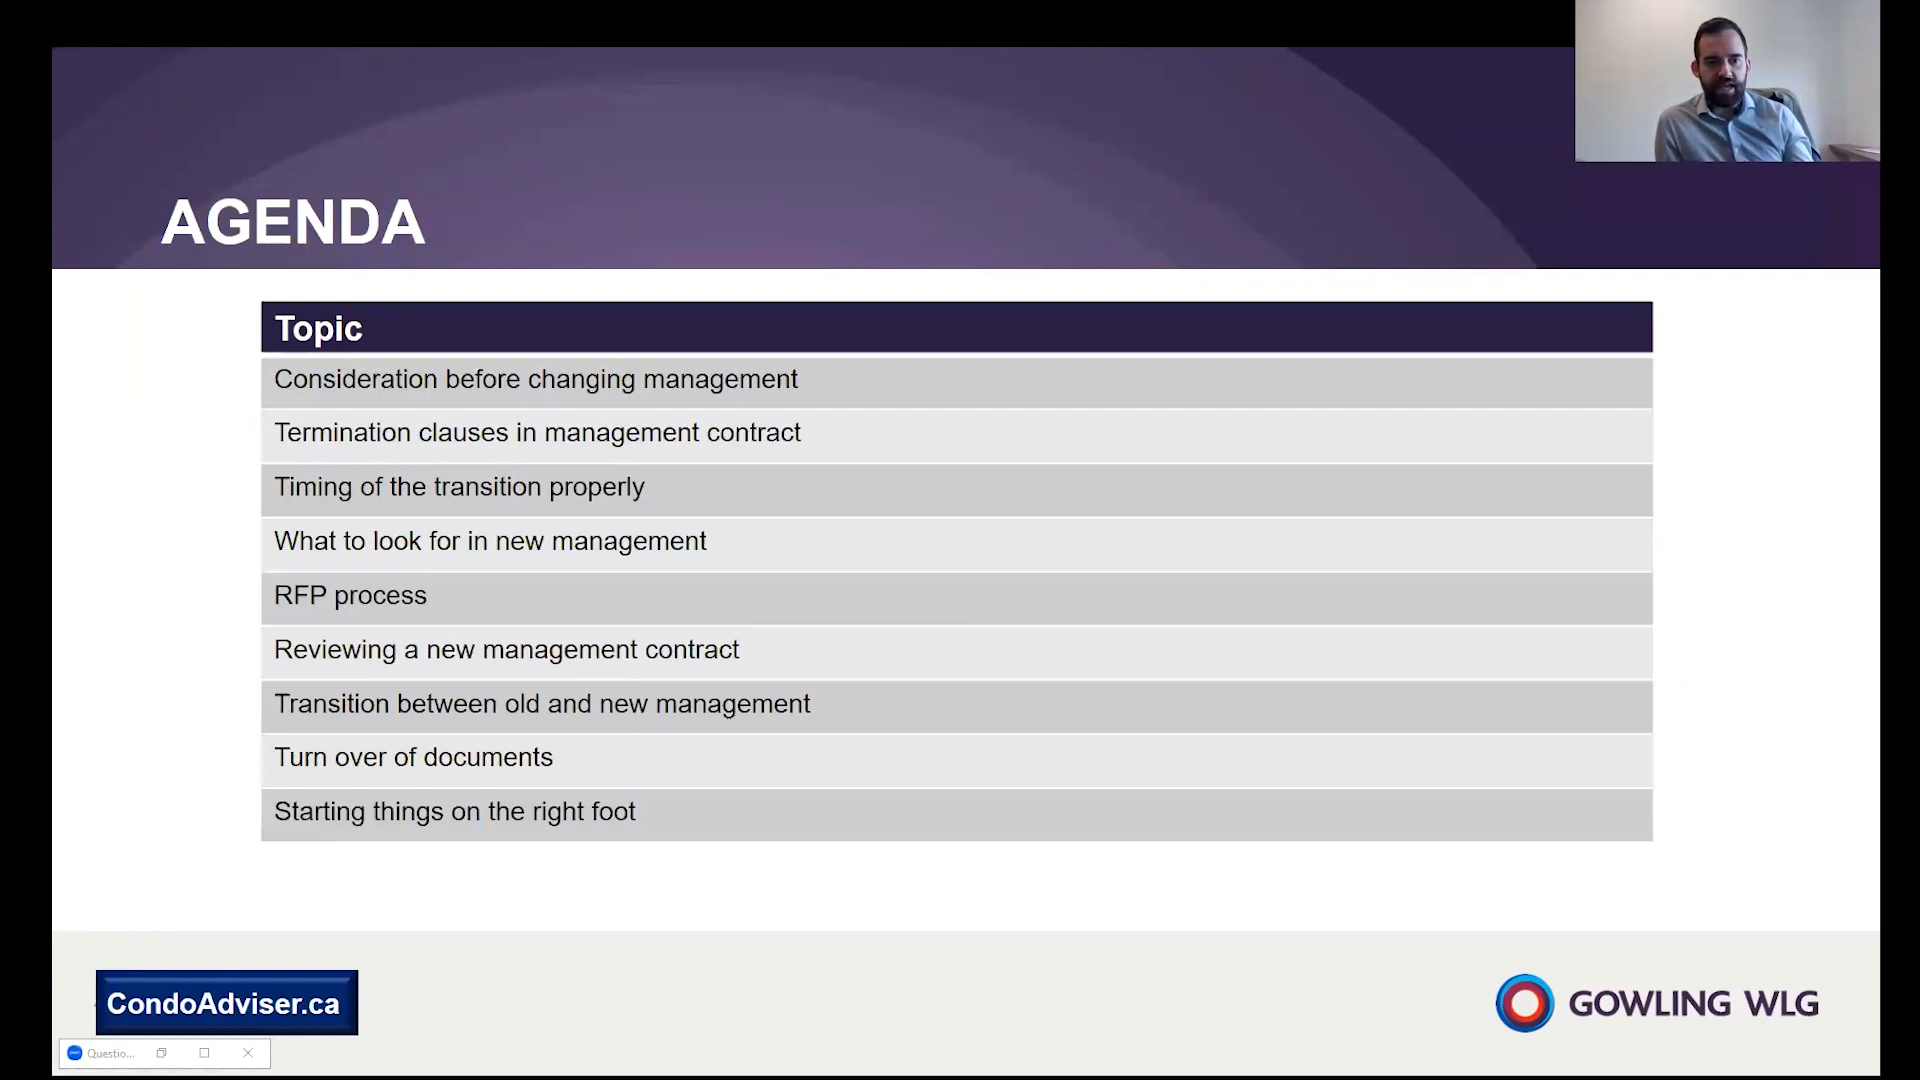 AGENDA
Topic
Consideration before changing management
Termination clauses in management contract
Timing of the transition properly
What to look for in new management
RFP process
Reviewing a new management contract
Transition between old and new management
Turn over of documents
Starting things on the right foot
CondoAdviser.ca
GOWLING WLG
Questio...